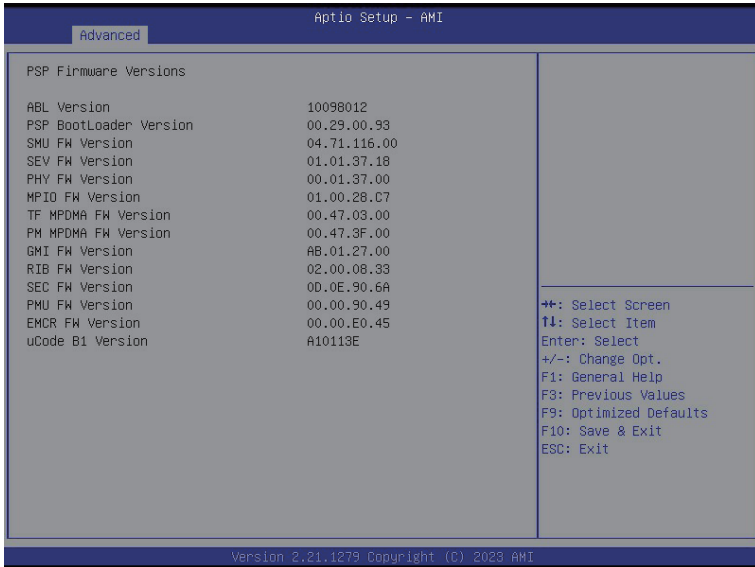 Aptio Setup - AMI
Advanced
PSP Firmware Versions
ABL Version 10098012
PSP BootLoader Version 00.29.00.93
SMU FW Version 04.71.116.00
SEV FW Version 01.01.37.18
PHY FW Version 00.01.37.00
MPIO FW Version 01.00.28.C7
TF MPDMA FW Version 00.47.03.00
PM MPDMA FW Version 00.47.3F.00
GMI FW Version AB.01.27.00
RIB FW Version 02.00.08.33
SEC FW Version 0D.0E.90.6A
PMU FW Version 00.00.90.49
EMCR FW Version 00.00.E0.45
uCode B1 Version A10113E
→←: Select Screen
↑↓: Select Item
Enter: Select
+/-: Change Opt.
F1: General Help
F3: Previous Values
F9: Optimized Defaults
F10: Save & Exit
ESC: Exit
Version 2.21.1279 Copyright (C) 2023 AMI